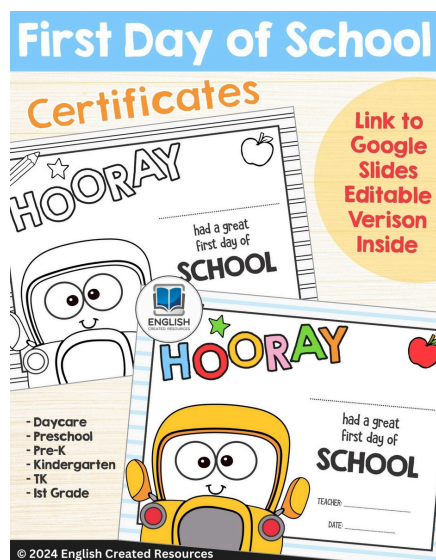 First Day of School
Certificates
Link to
Google
Slides
Editable
Verison
Inside
HOORAY
had a great
first day of
SCHOOL
ENGLISH
CREATED RESOURCES
HOORAY
had a great
first day of
SCHOOL
TEACHER:
DATE:
- Daycare
- Preschool
- Pre-K
- Kindergarten
- TK
- 1st Grade
© 2024 English Created Resources